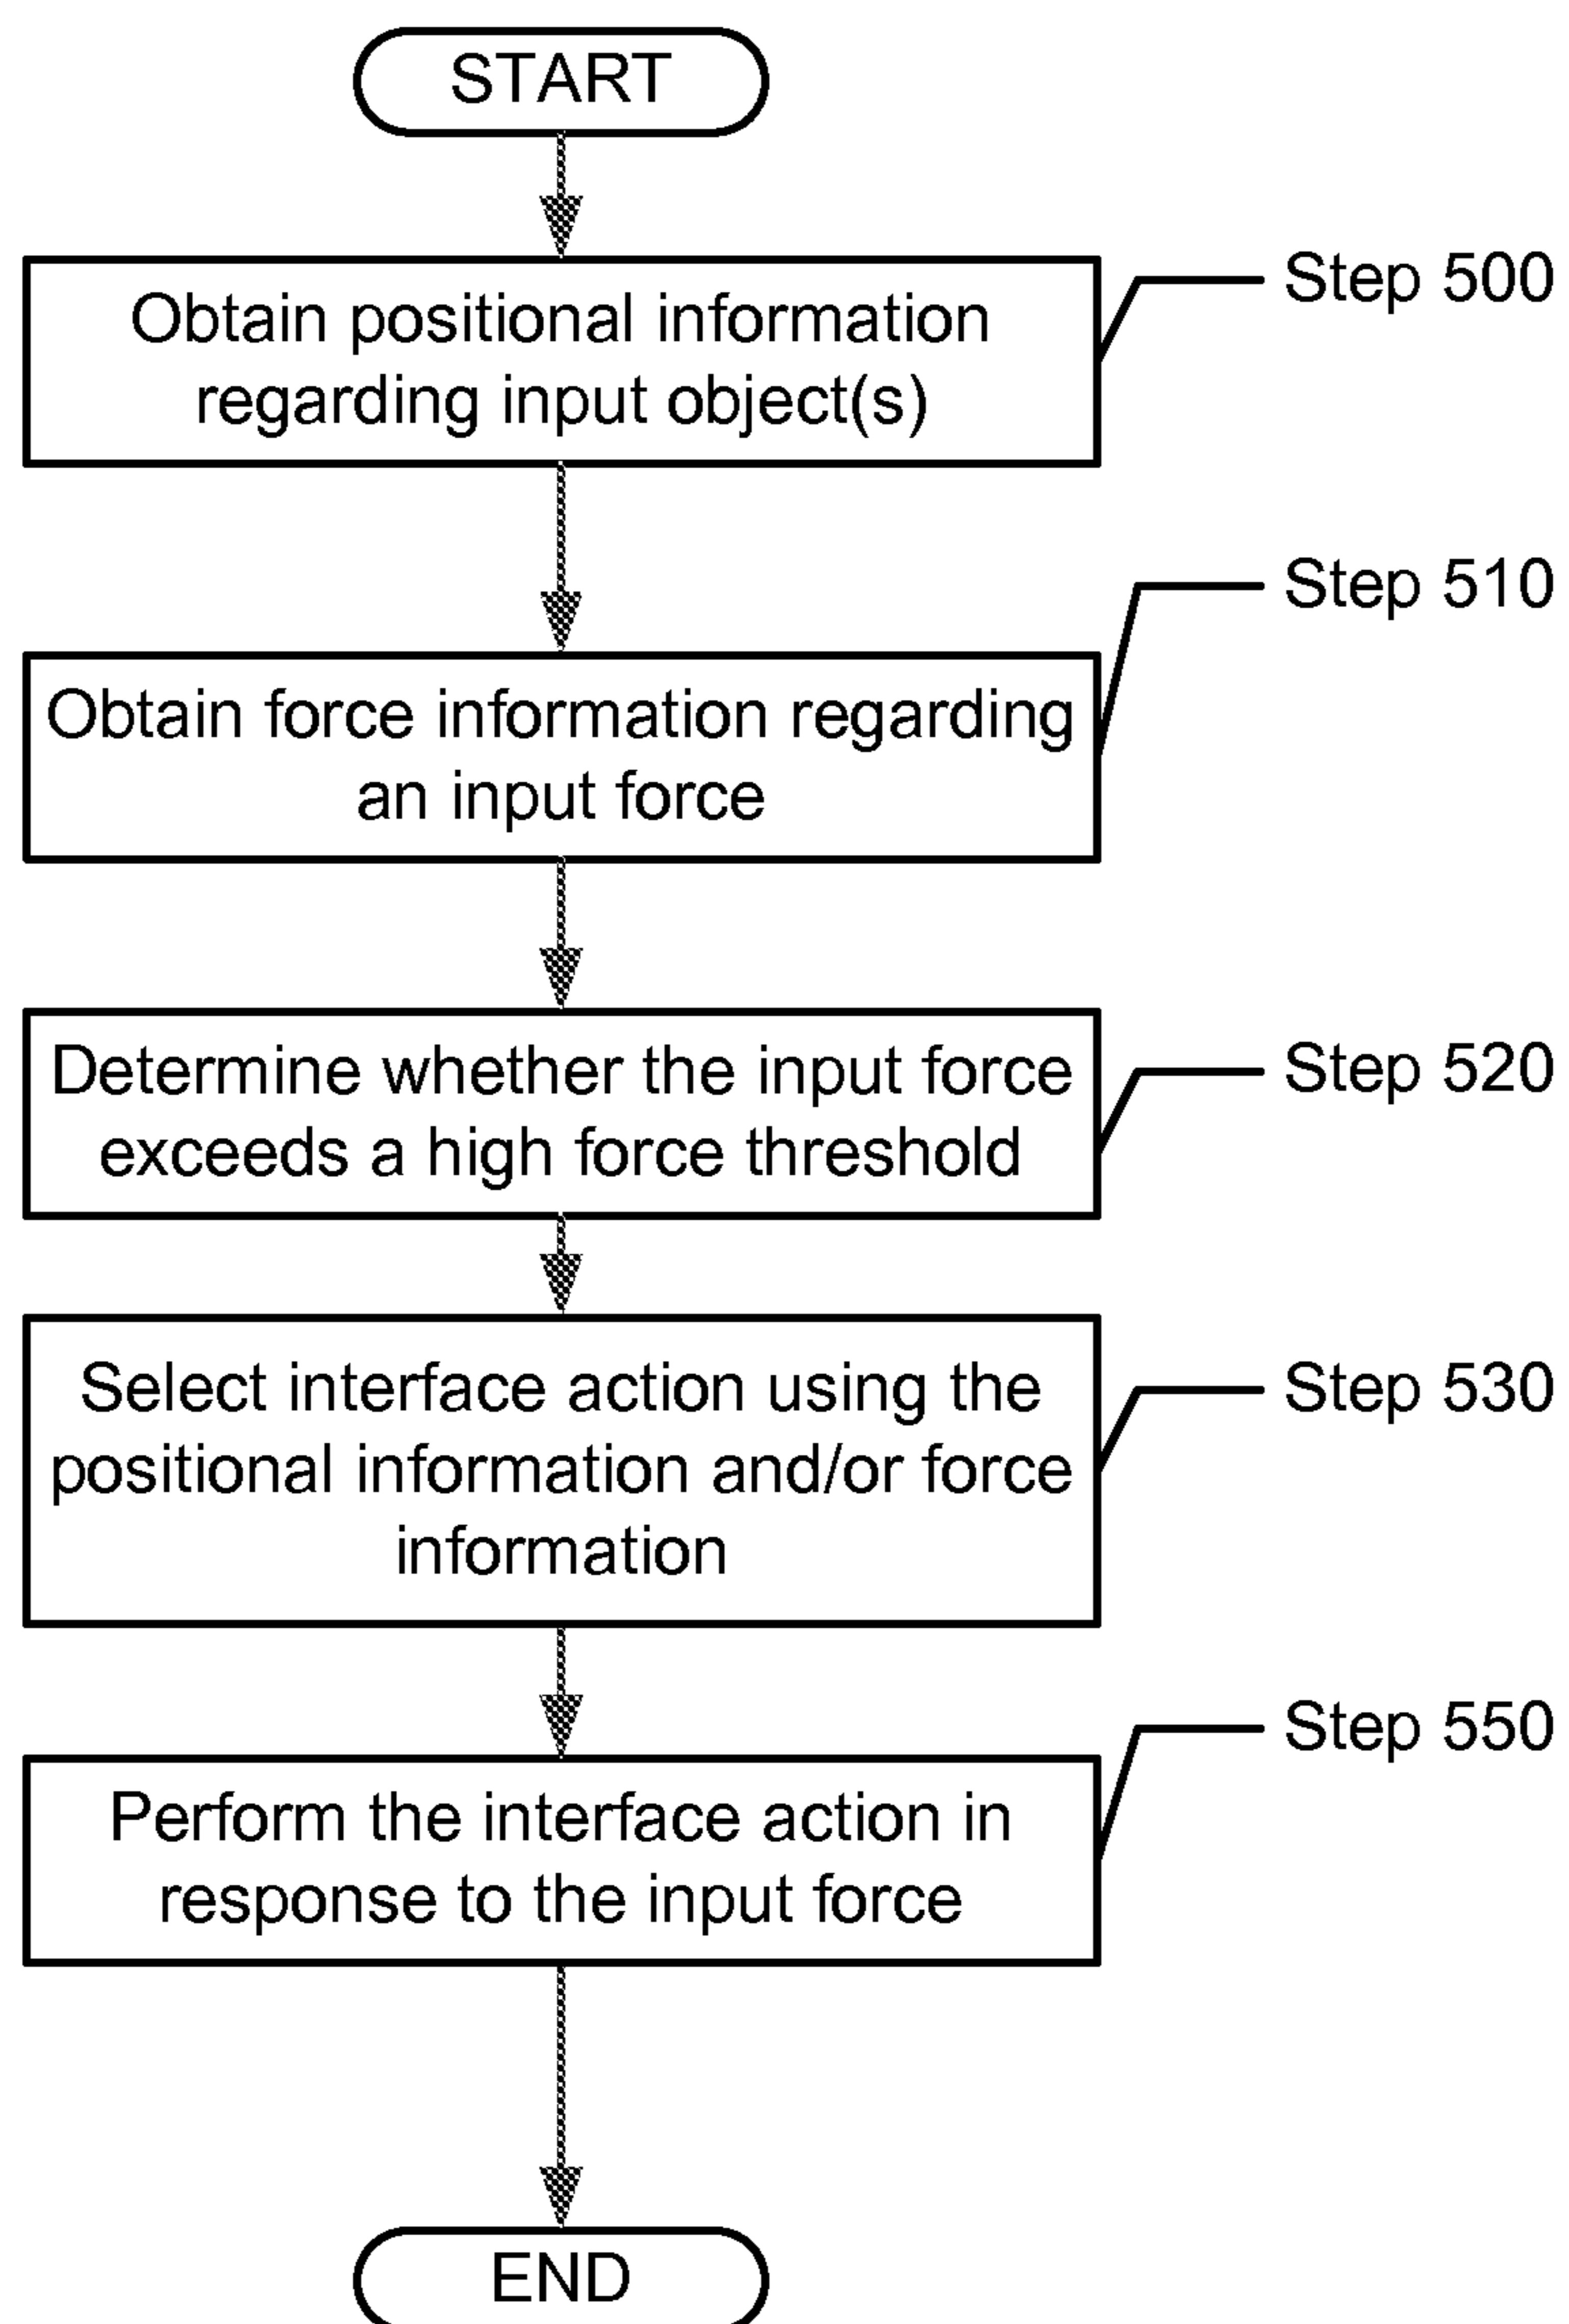 START
Obtain positional information
regarding input object(s)
Step 500
Obtain force information regarding
an input force
Step 510
Determine whether the input force
exceeds a high force threshold
Step 520
Select interface action using the
positional information and/or force
information
Step 530
Perform the interface action in
response to the input force
Step 550
END